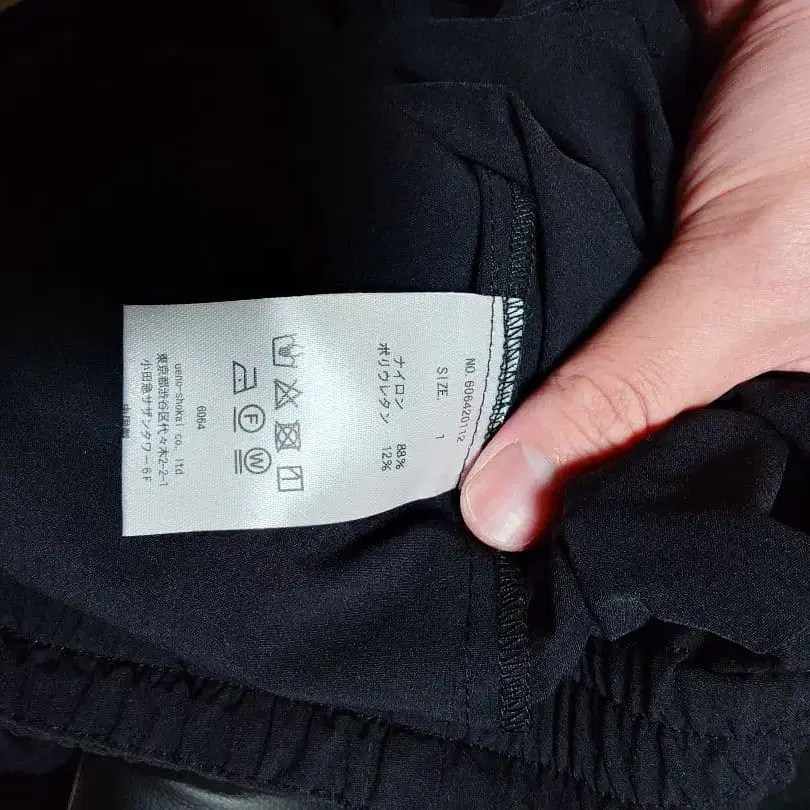 NO. 606420112
SIZE. 1
ナイロン 88%
ポリウレタン 12%
F W
6064
ueno-shokai co. ltd
東京都渋谷区代々木2-2-1
小田急サザンタワー6F